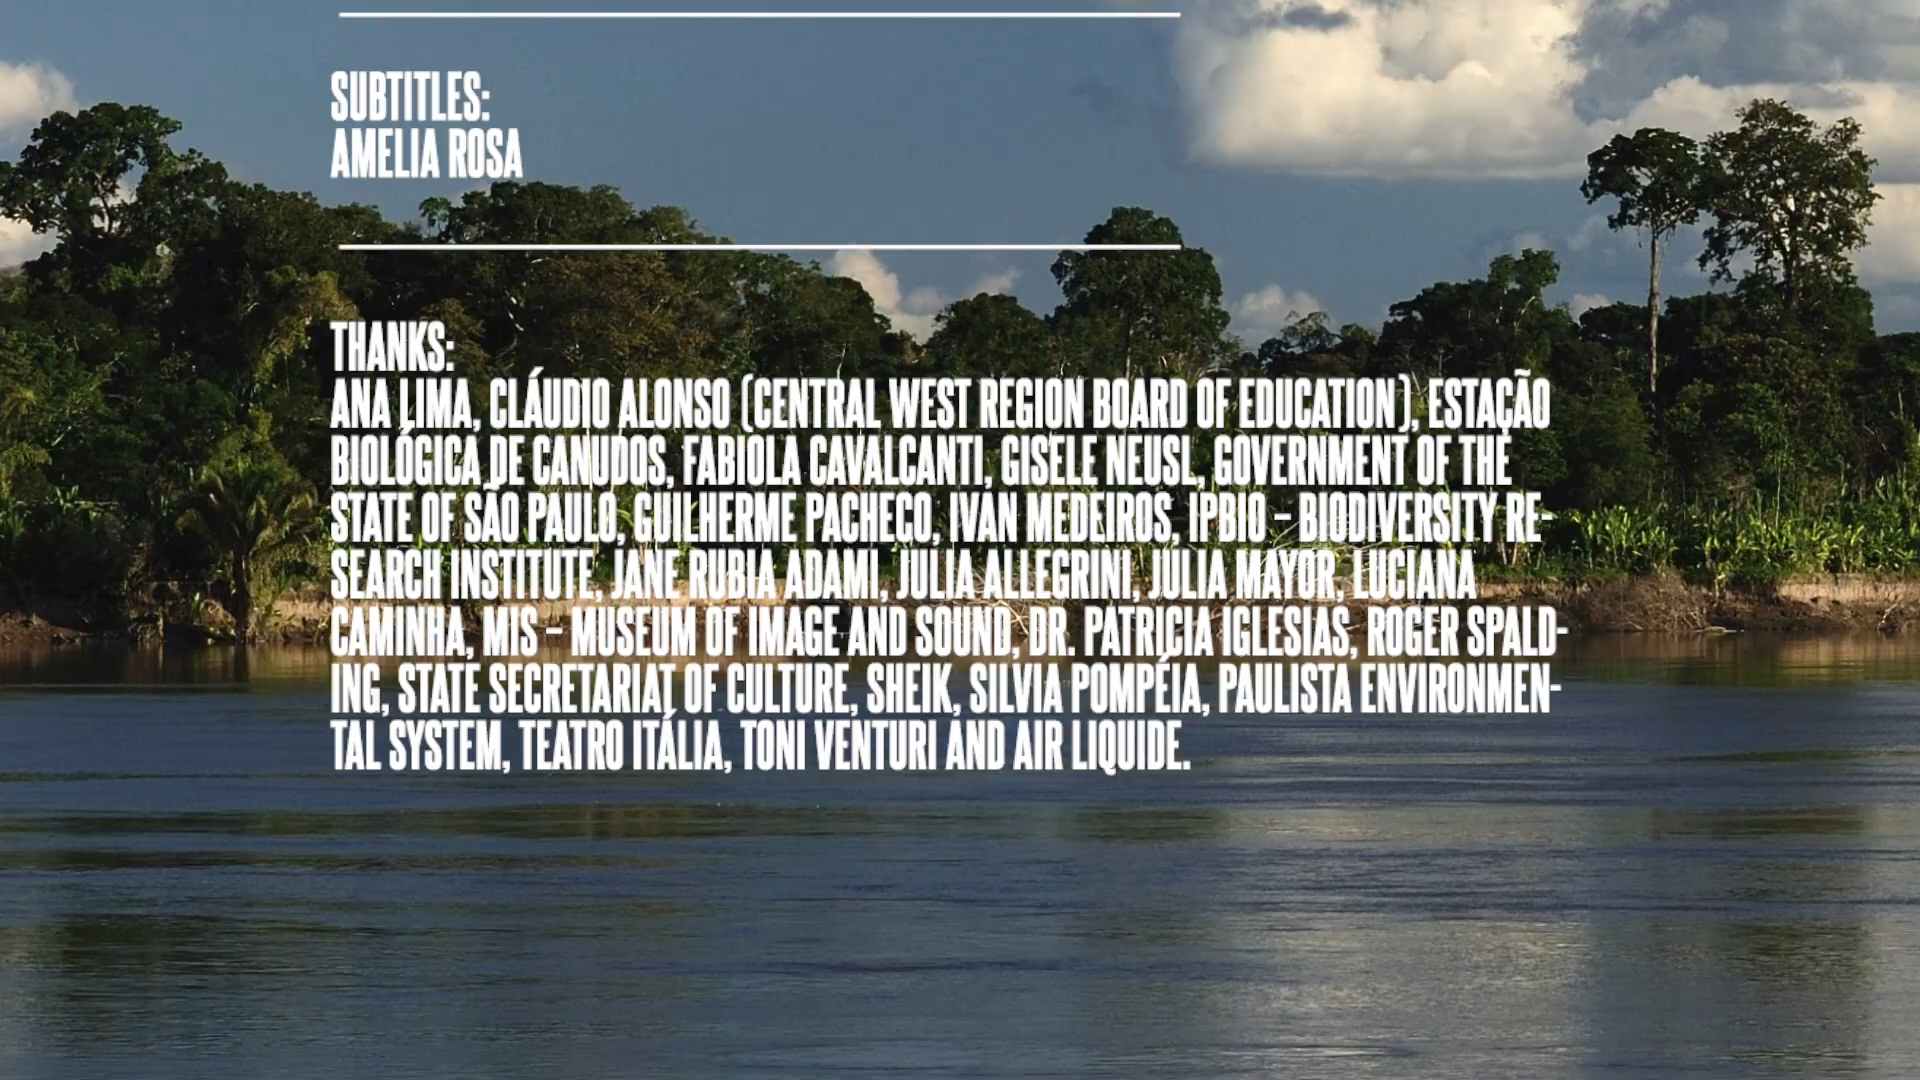 SUBTITLES:
AMELIA ROSA
THANKS:
ANA LIMA, CLÁUDIO ALONSO (CENTRAL WEST REGION BOARD OF EDUCATION), ESTAÇÃO
BIOLÓGICA DE CANUDOS, FABIOLA CAVALCANTI, GISELE NEUSL, GOVERNMENT OF THE
STATE OF SÃO PAULO, GUILHERME PACHECO, IVAN MEDEIROS, IPBIO – BIODIVERSITY RE-
SEARCH INSTITUTE, JANE RUBIA ADAMI, JULIA ALLEGRINI, JÚLIA MAYOR, LUCIANA
CAMINHA, MIS – MUSEUM OF IMAGE AND SOUND, DR. PATRICIA IGLESIAS, ROGER SPALD-
ING, STATE SECRETARIAT OF CULTURE, SHEIK, SILVIA POMPÉIA, PAULISTA ENVIRONMEN-
TAL SYSTEM, TEATRO ITÁLIA, TONI VENTURI AND AIR LIQUIDE.